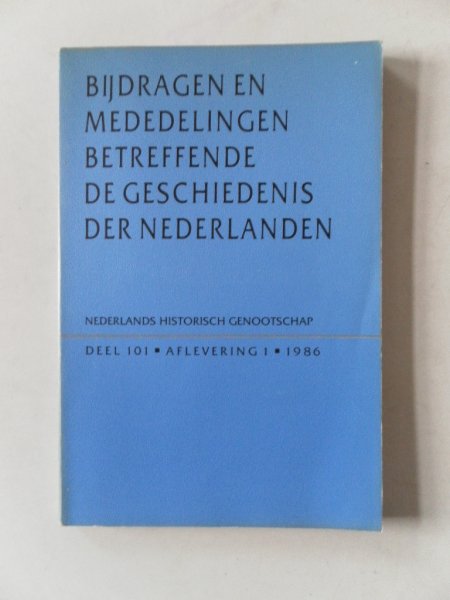 BIJDRAGEN EN
MEDEDELINGEN
BETREFFENDE
DE GESCHIEDENIS
DER NEDERLANDEN
NEDERLANDS HISTORISCH GENOOTSCHAP
DEEL 101 ▪ AFLEVERING 1 ▪ 1986